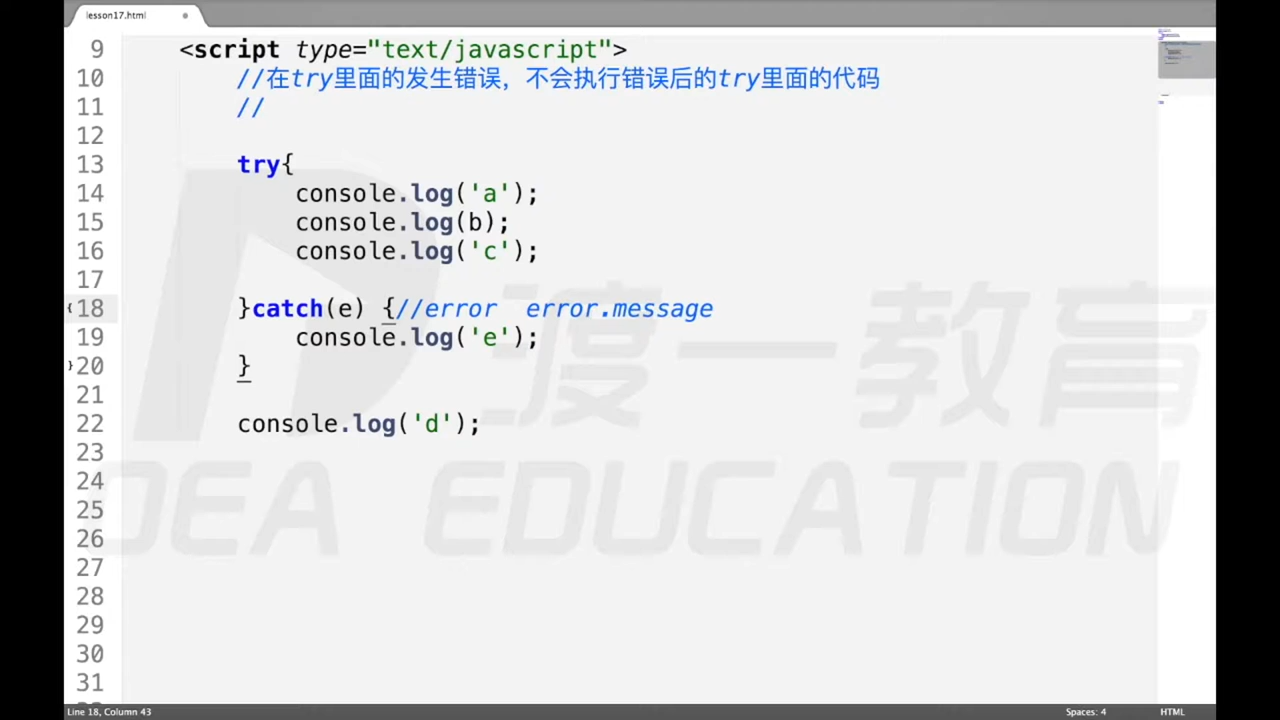 lesson17.html
9 <script type="text/javascript">
10 //在try里面的发生错误，不会执行错误后的try里面的代码
11 //
12
13 try{
14 console.log('a');
15 console.log(b);
16 console.log('c');
17
18 }catch(e) {//error error.message
19 console.log('e');
20 }
21
22 console.log('d');
23
24
25
26
27
28
29
30
31
渡一教育
DEA EDUCATION
Line 18, Column 43
Spaces: 4
HTML